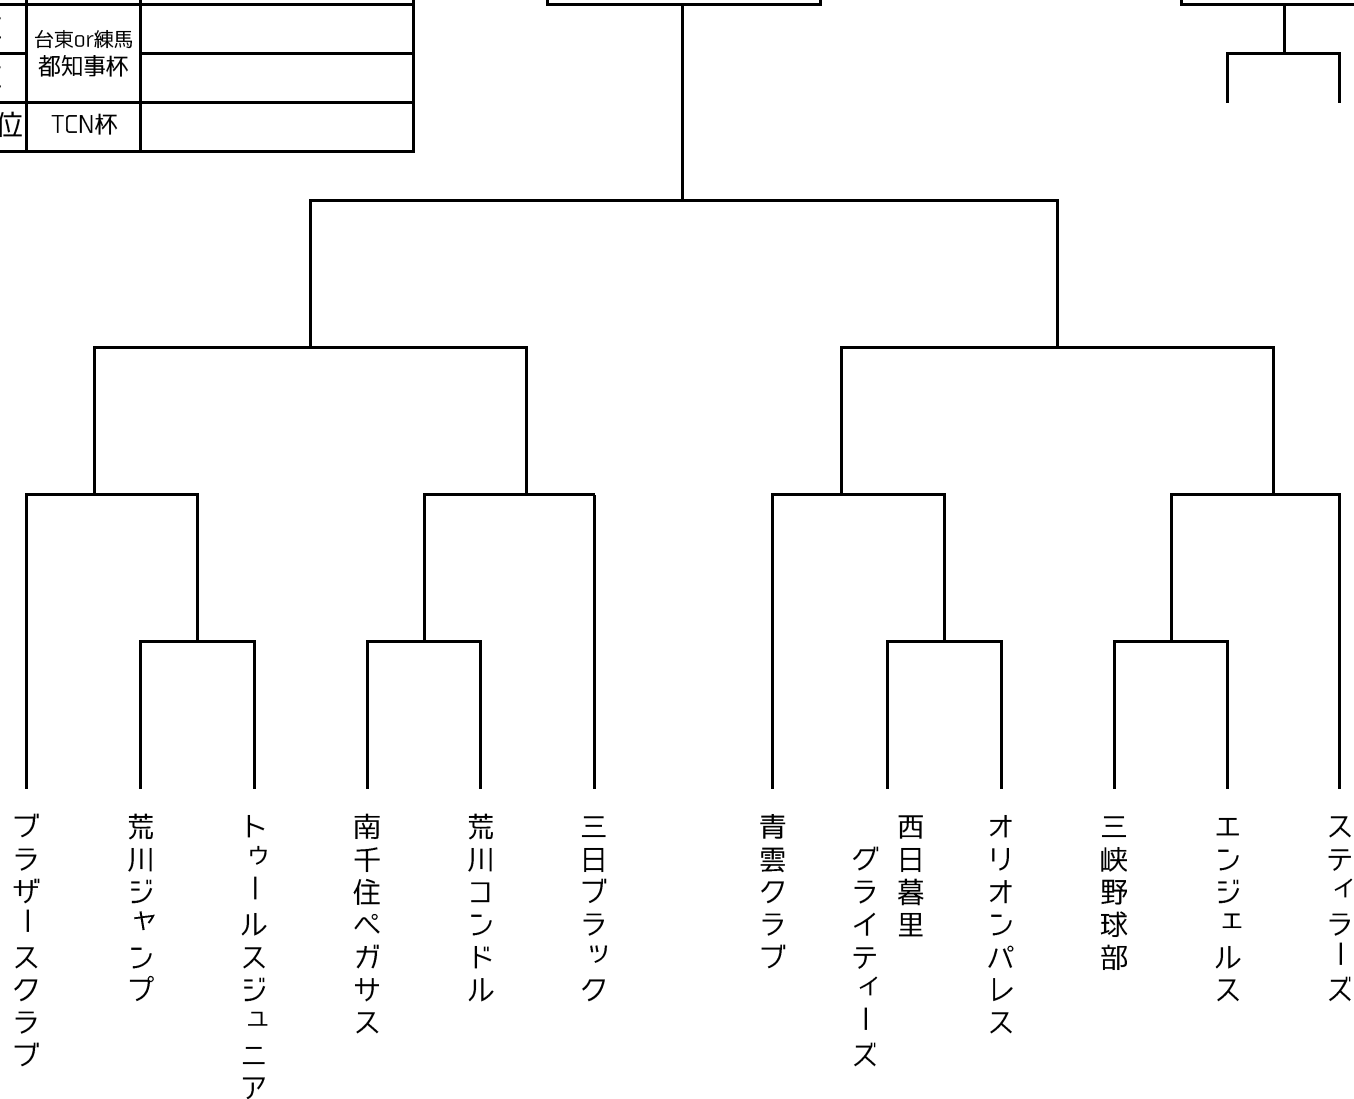 台東or練馬
都知事杯
位
TCN杯
ブラザースクラブ
荒川ジャンプ
トゥールスジュニア
南千住ペガサス
荒川コンドル
三日ブラック
青雲クラブ
西日暮里
グライティーズ
オリオンパレス
三峡野球部
エンジェルス
スティラーズ